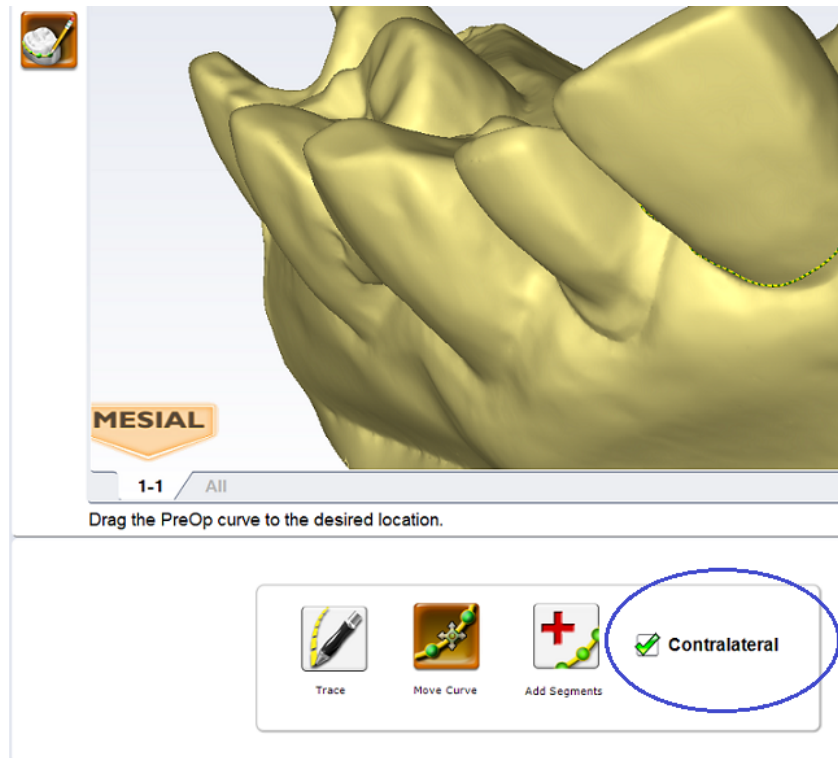 MESIAL
1-1 All
Drag the PreOp curve to the desired location.
Contralateral
Trace Move Curve Add Segments